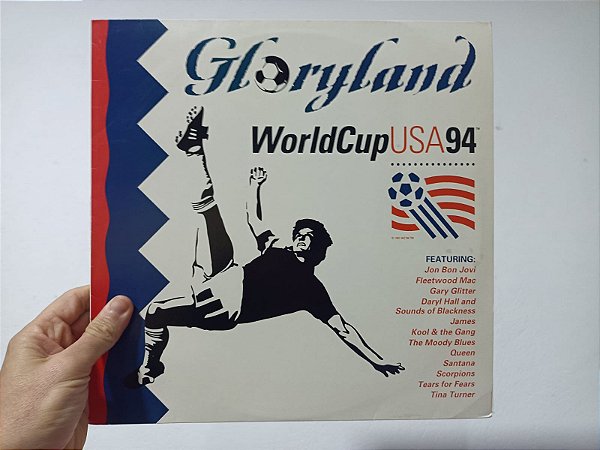 Gloryland
WorldCupUSA94™
FEATURING:
Jon Bon Jovi
Fleetwood Mac
Gary Glitter
Daryl Hall and
Sounds of Blackness
James
Kool & the Gang
The Moody Blues
Queen
Santana
Scorpions
Tears for Fears
Tina Turner